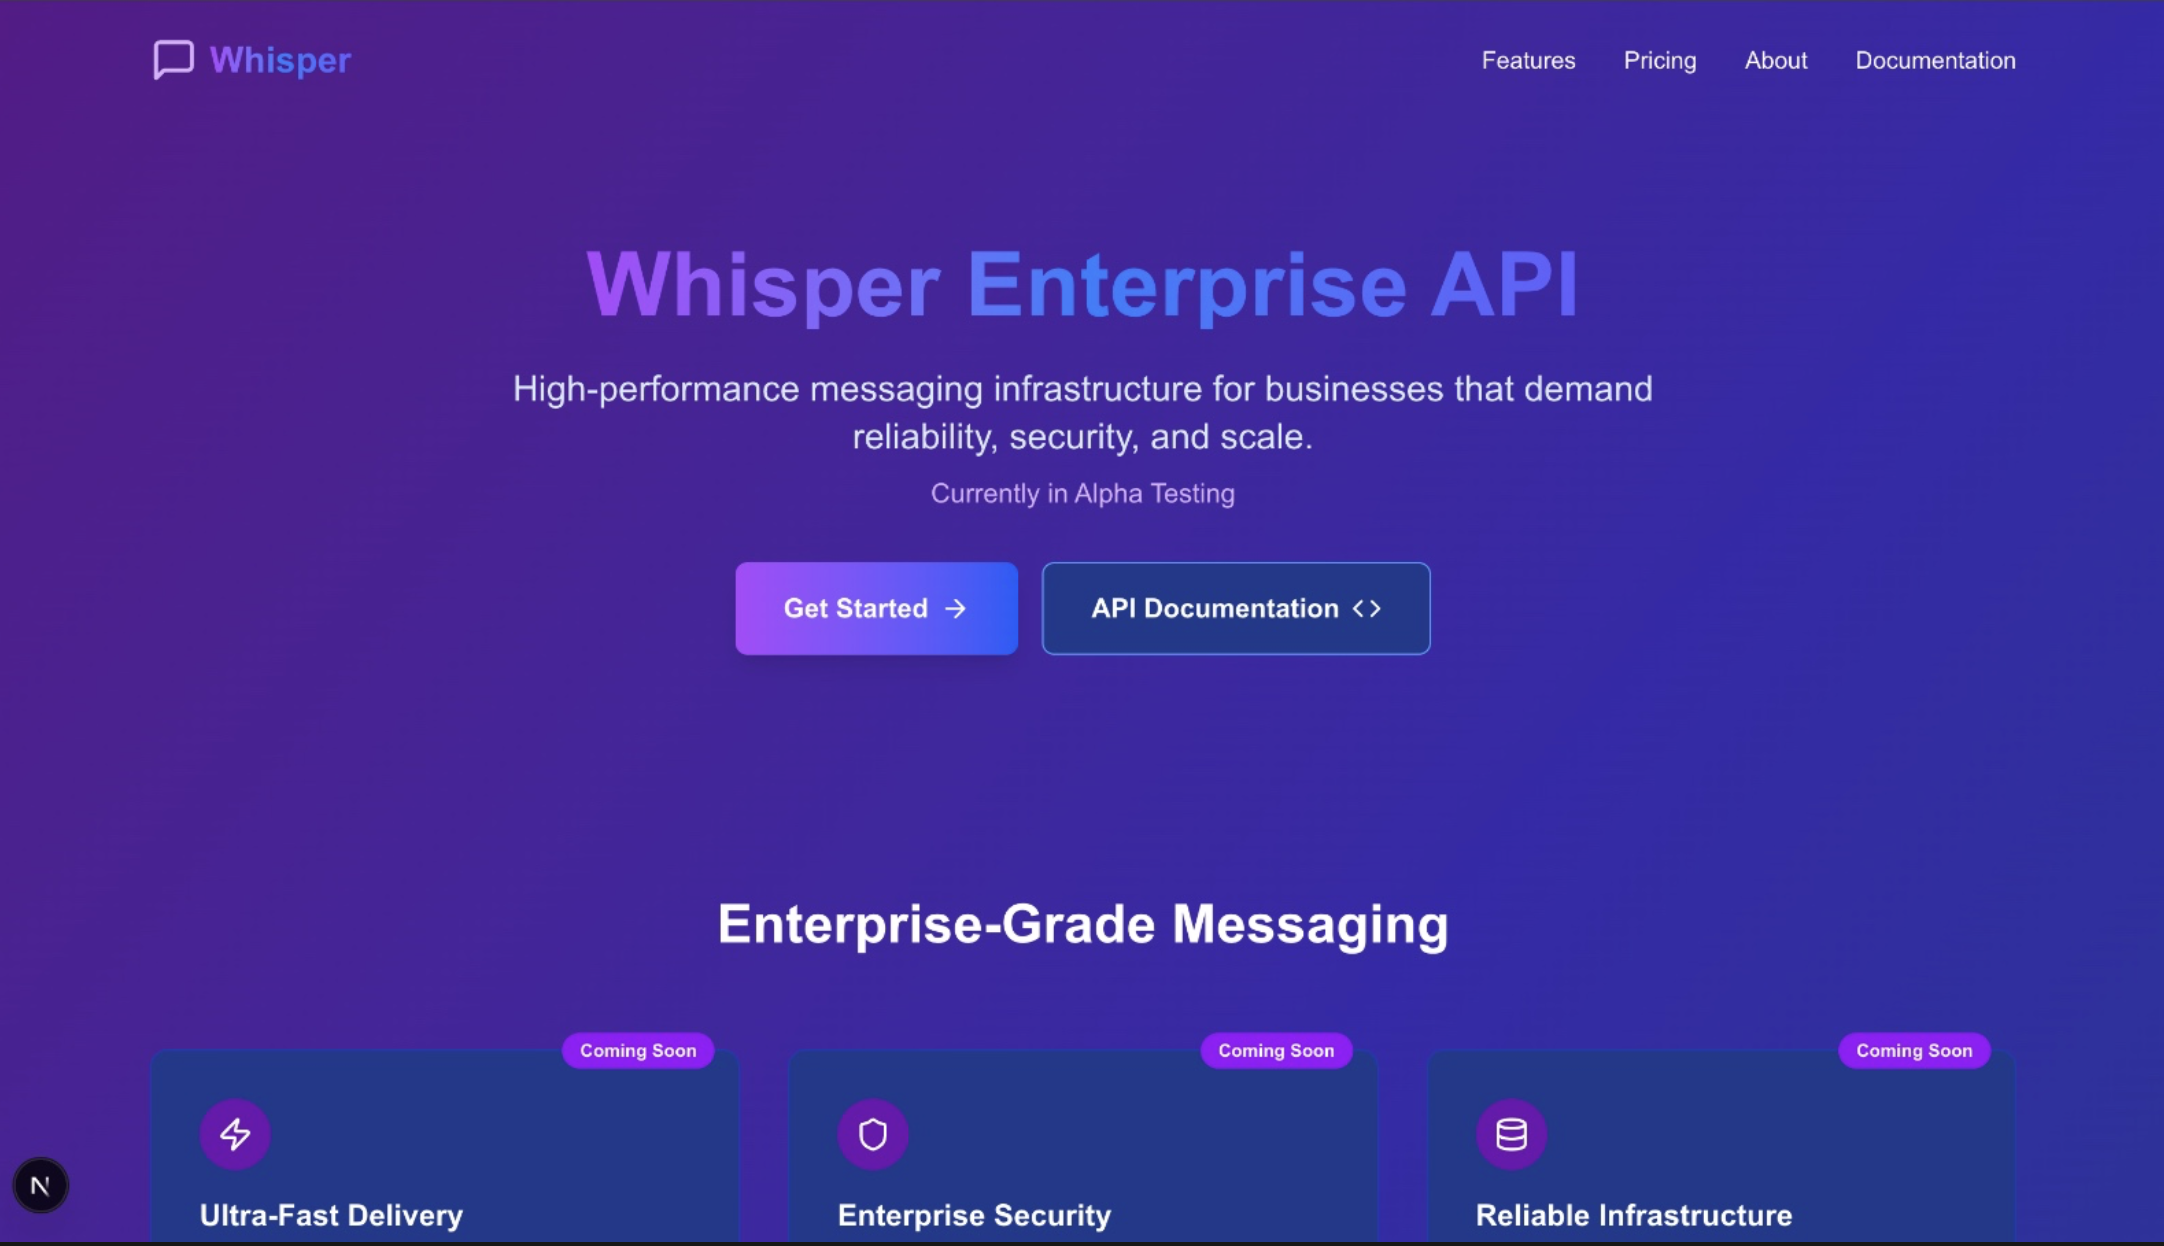 Whisper
Features
Pricing
About
Documentation
Whisper Enterprise API
High-performance messaging infrastructure for businesses that demand
reliability, security, and scale.
Currently in Alpha Testing
Get Started
API Documentation
Enterprise-Grade Messaging
Coming Soon
Ultra-Fast Delivery
Coming Soon
Enterprise Security
Coming Soon
Reliable Infrastructure
N